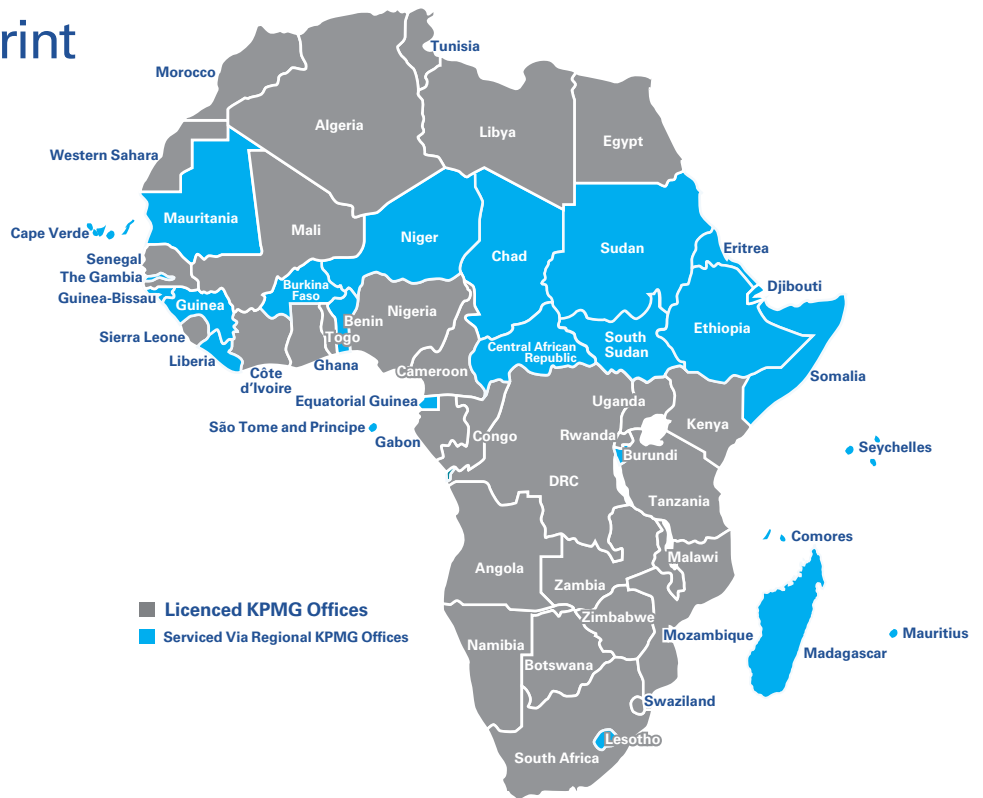 rint
Tunisia
Morocco
Algeria
Libya
Egypt
Western Sahara
Mauritania
Mali
Niger
Chad
Sudan
Eritrea
Cape Verde
Senegal
The Gambia
Guinea-Bissau
Guinea
Burkina
Faso
Djibouti
Benin
Nigeria
Togo
Sierra Leone
Liberia
Côte
d'Ivoire
Ghana
Cameroon
Central African
Republic
South
Sudan
Ethiopia
Somalia
Equatorial Guinea
São Tome and Principe
Gabon
Congo
Uganda
Rwanda
Kenya
Burundi
Seychelles
DRC
Tanzania
Comores
Malawi
Angola
Zambia
Zimbabwe
Mozambique
Mauritius
Madagascar
Licenced KPMG Offices
Serviced Via Regional KPMG Offices
Namibia
Botswana
Swaziland
Lesotho
South Africa